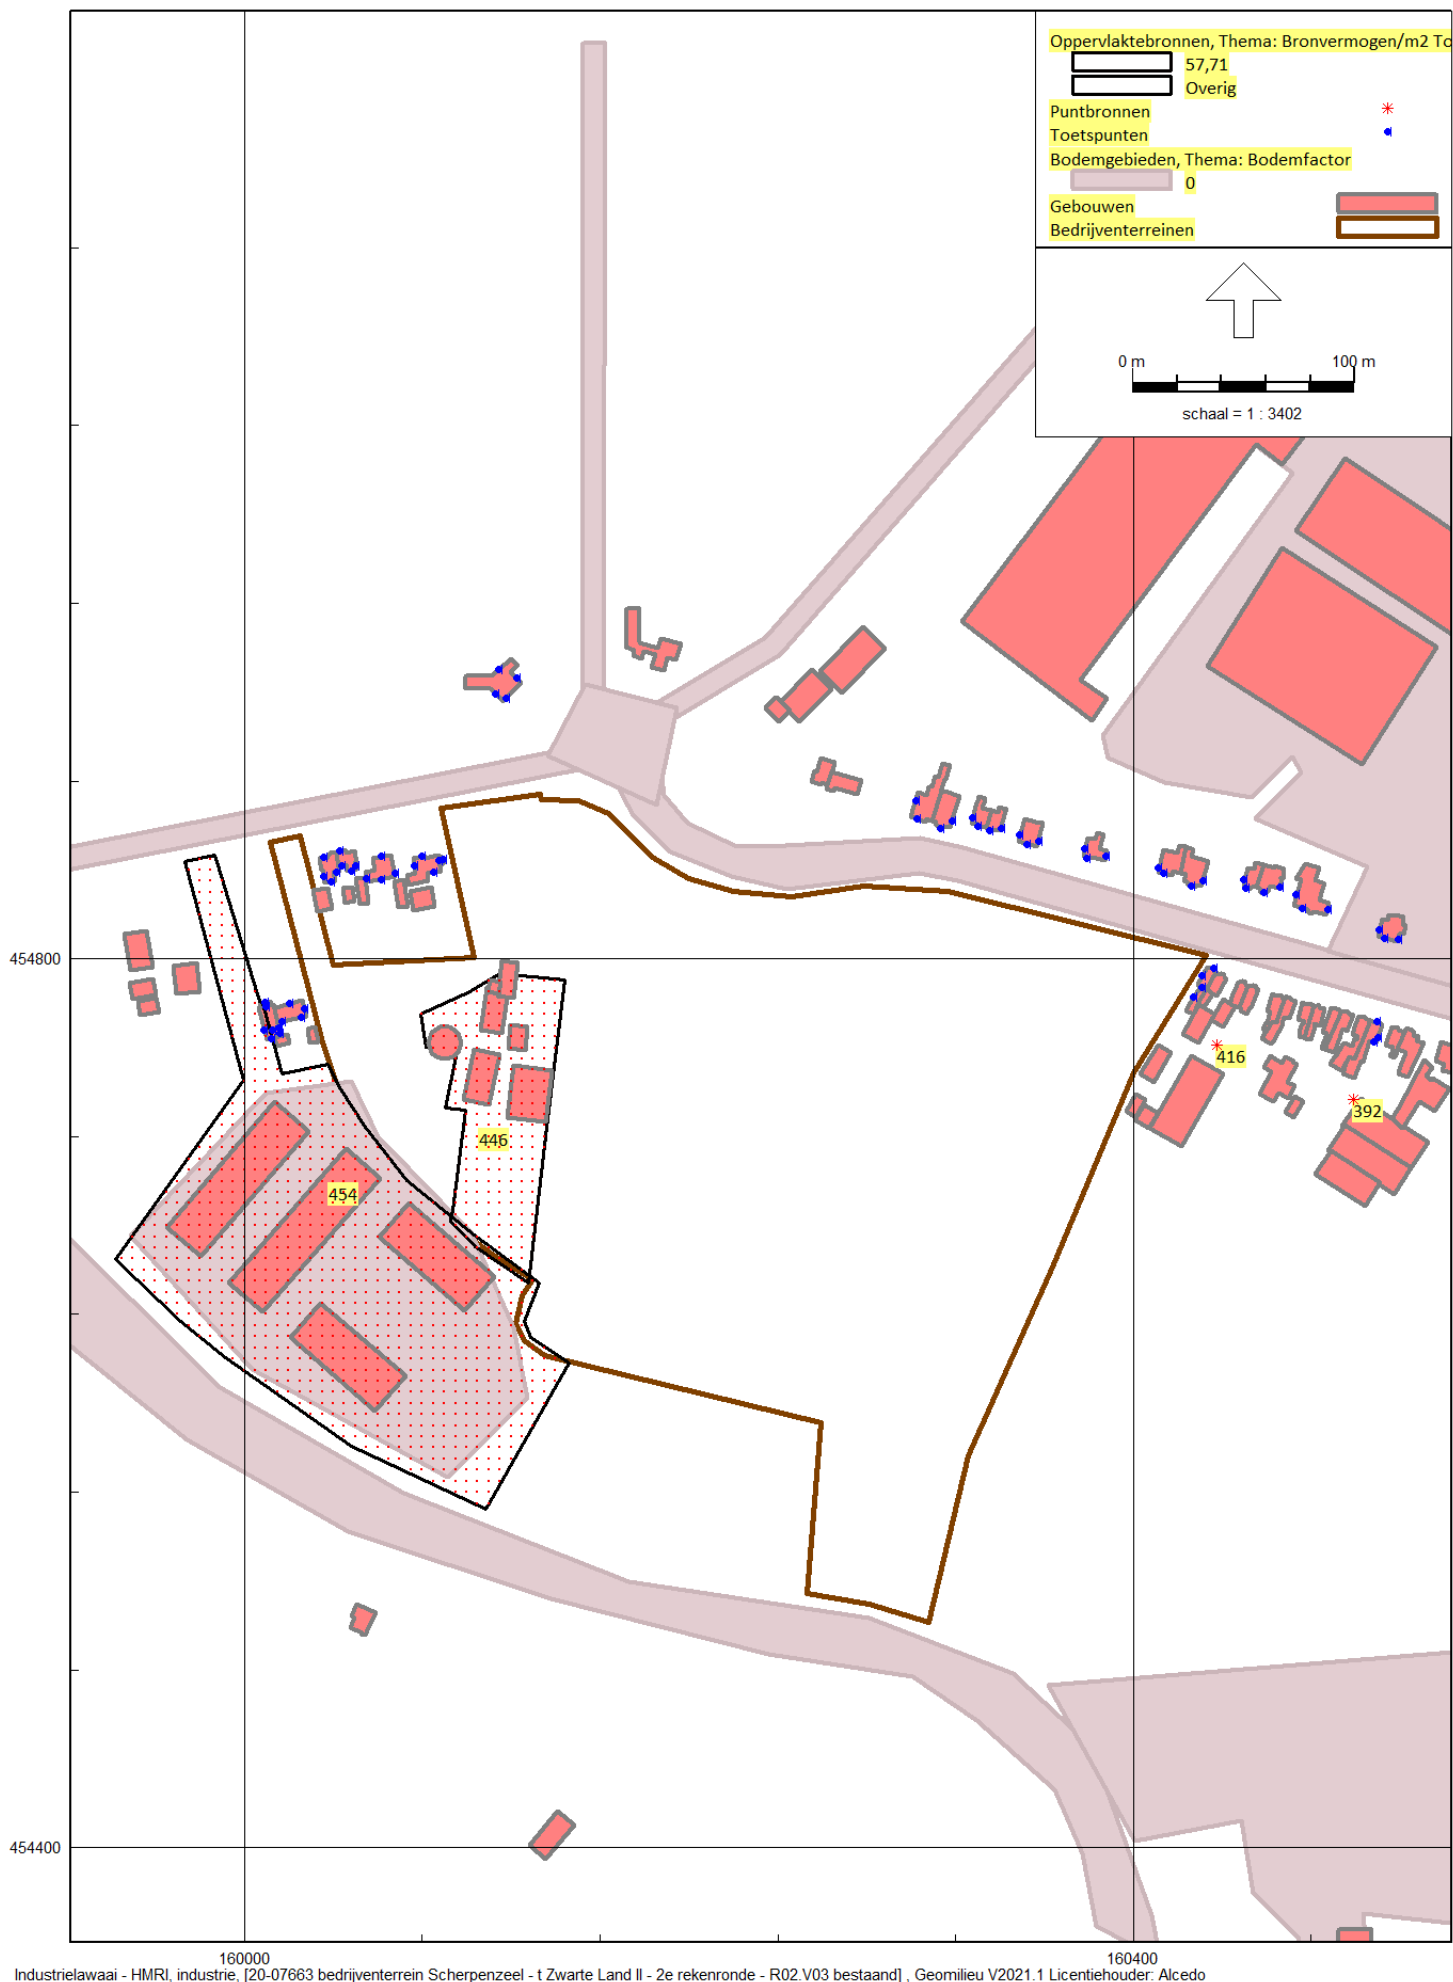 Oppervlaktebronnen, Thema: Bronvermogen/m2 To
57,71
Overig
Puntbronnen
Toetspunten
Bodemgebieden, Thema: Bodemfactor
0
Gebouwen
Bedrijventerreinen
0 m 100 m
schaal = 1 : 3402
454800
416
392
446
454
454400
160000 160400
Industrielawaai - HMRI, industrie, [20-07663 bedrijventerrein Scherpenzeel - t Zwarte Land II - 2e rekenronde - R02.V03 bestaand] , Geomilieu V2021.1 Licentiehouder: Alcedo